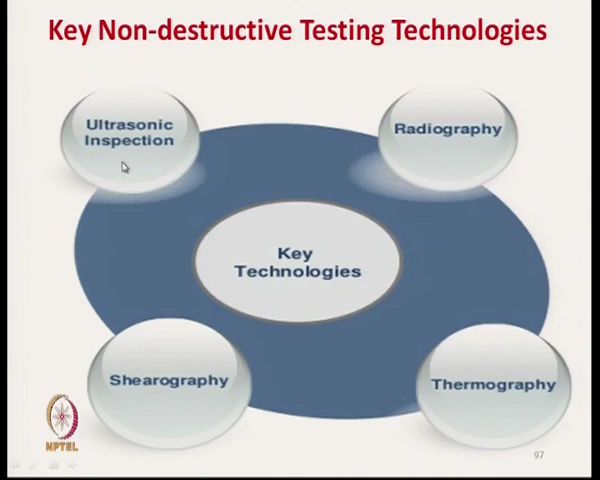 Key Non-destructive Testing Technologies
Ultrasonic
Inspection
Radiography
Key
Technologies
Shearography
Thermography
NPTEL
97